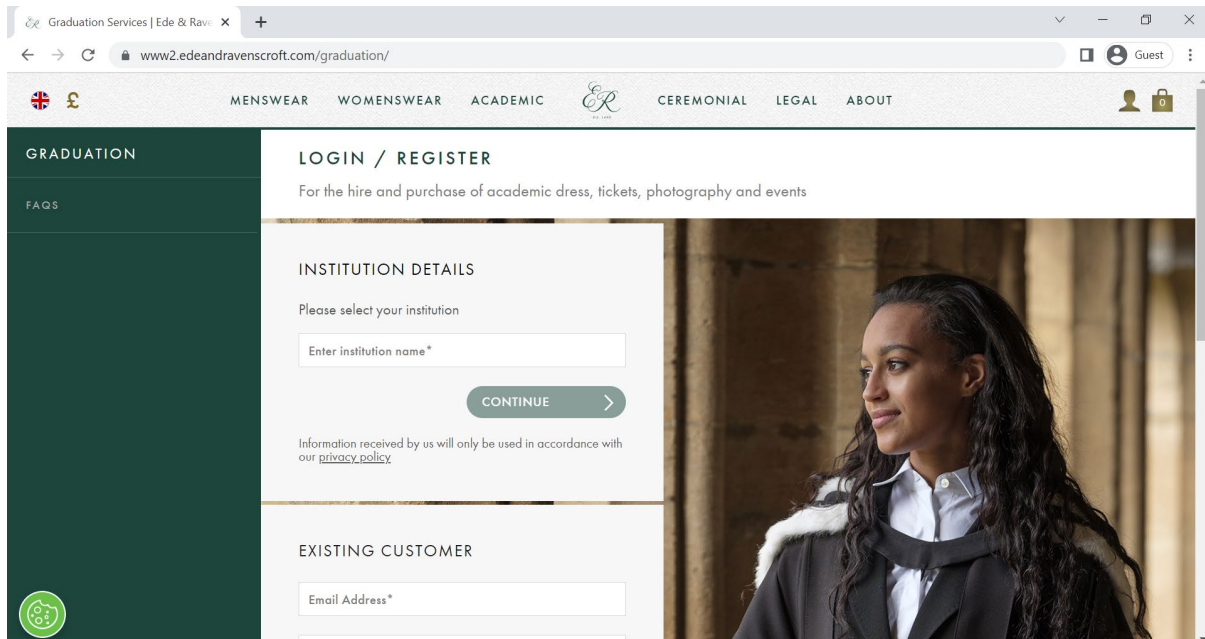 Graduation Services | Ede & Rave
Guest
www2.edeandravenscroft.com/graduation/
£
MENSWEAR WOMENSWEAR ACADEMIC ER CEREMONIAL LEGAL ABOUT
0
GRADUATION
FAQS
LOGIN / REGISTER
For the hire and purchase of academic dress, tickets, photography and events
INSTITUTION DETAILS
Please select your institution
Enter institution name*
CONTINUE
Information received by us will only be used in accordance with
our privacy policy
EXISTING CUSTOMER
Email Address*